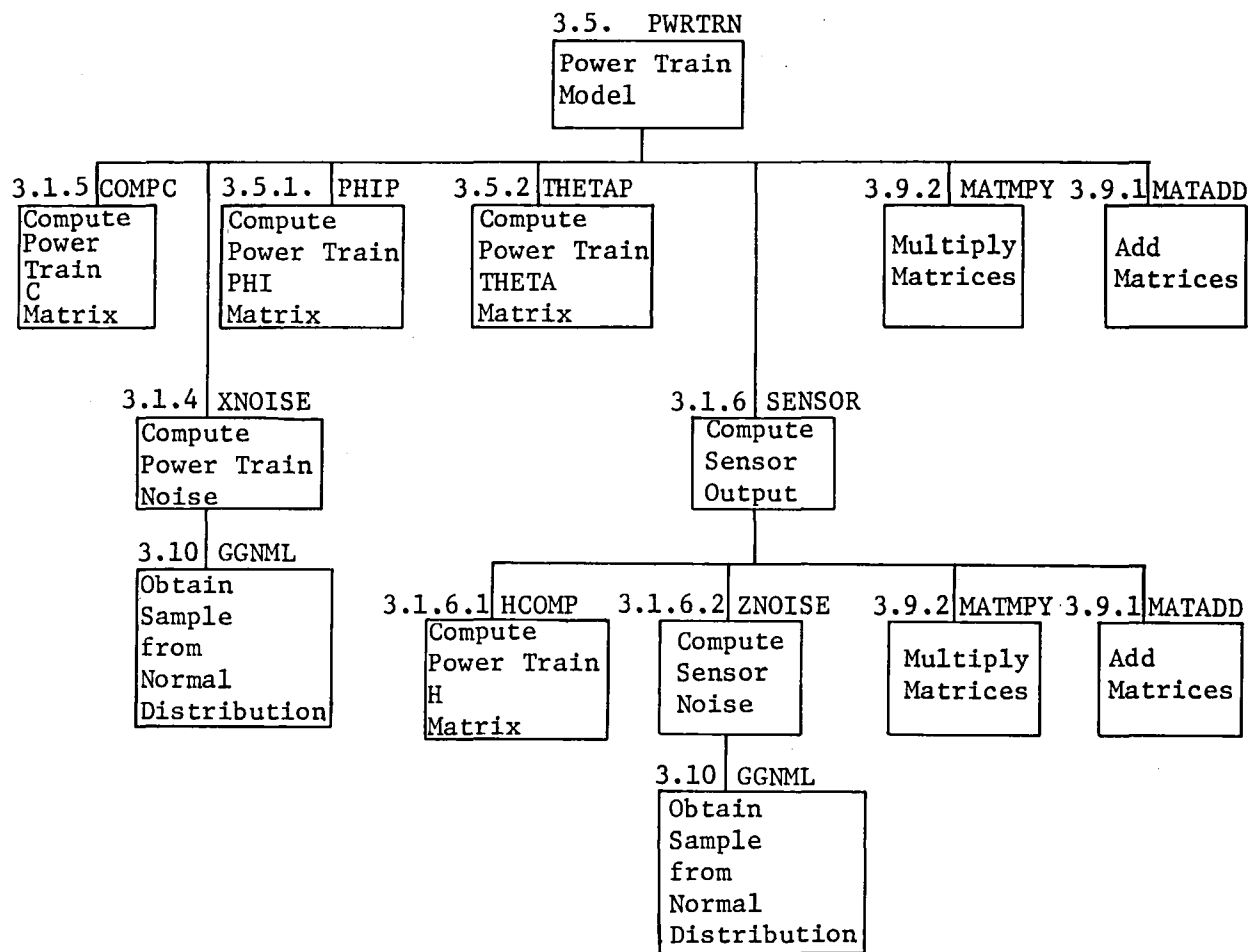 3.5. PWRTRN
Power Train
Model
3.1.5 COMPC
Compute
Power
Train
C
Matrix
3.5.1. PHIP
Compute
Power Train
PHI
Matrix
3.5.2 THETAP
Compute
Power Train
THETA
Matrix
3.9.2 MATMPY
Multiply
Matrices
3.9.1 MATADD
Add
Matrices
3.1.4 XNOISE
Compute
Power Train
Noise
3.1.6 SENSOR
Compute
Sensor
Output
3.10 GGNML
Obtain
Sample
from
Normal
Distribution
3.1.6.1 HCOMP
Compute
Power Train
H
Matrix
3.1.6.2 ZNOISE
Compute
Sensor
Noise
3.9.2 MATMPY
Multiply
Matrices
3.9.1 MATADD
Add
Matrices
3.10 GGNML
Obtain
Sample
from
Normal
Distribution